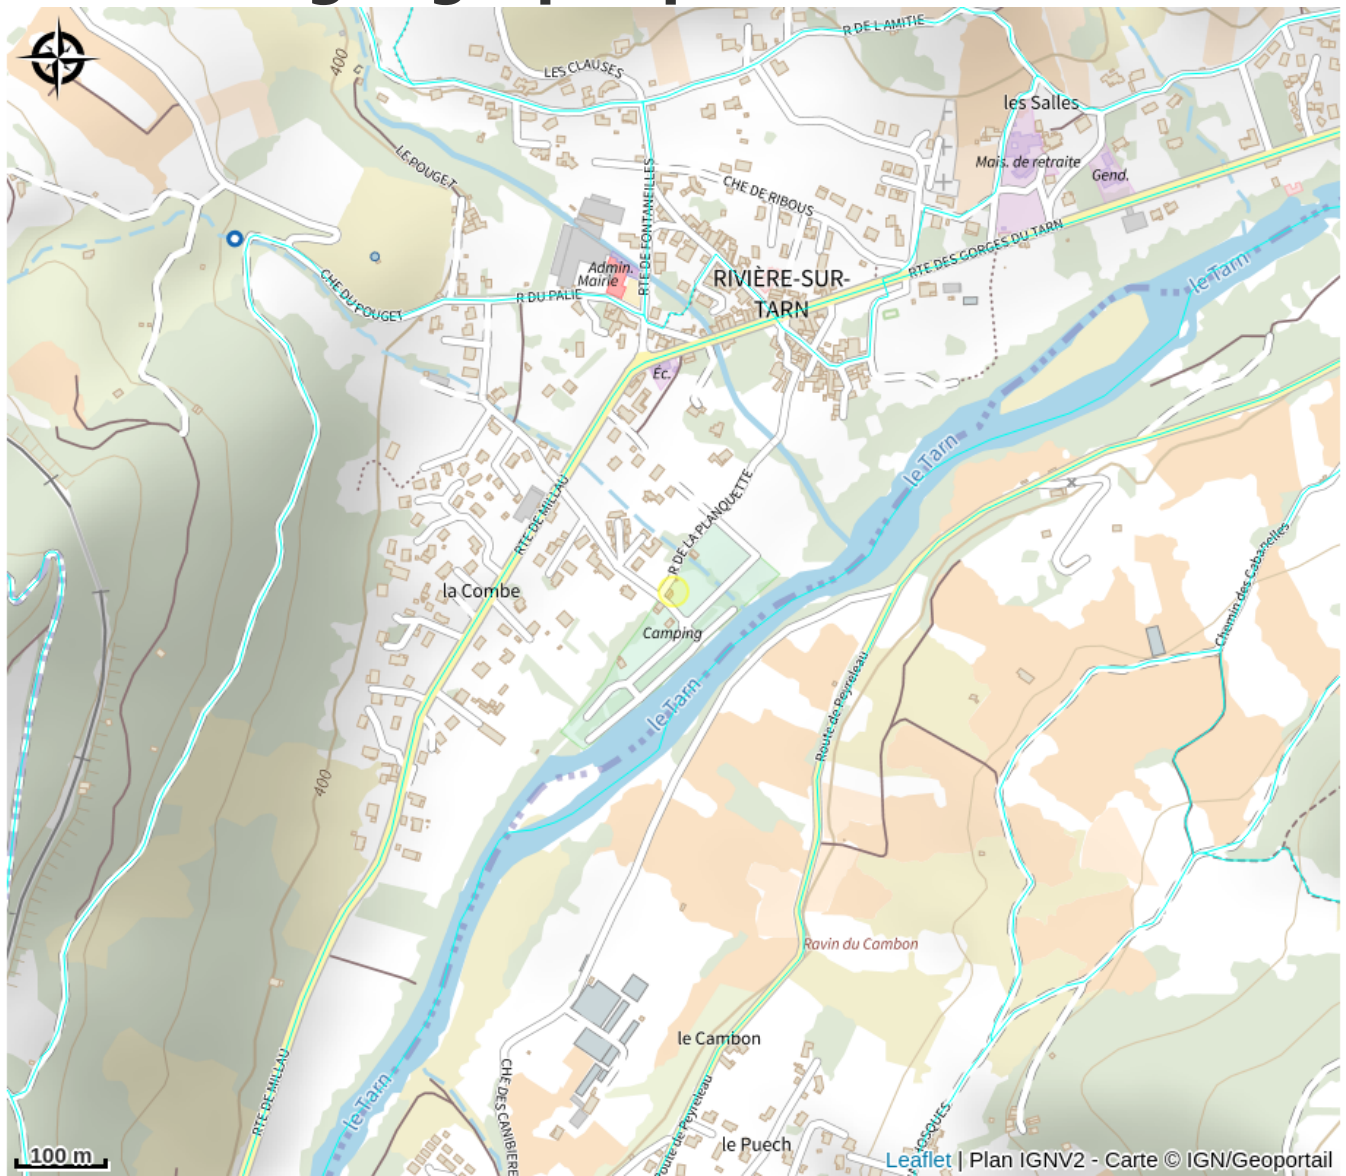 R DE L AMITIE
400
LES CLAUSES
les Salles
LE POUGET
Mais. de retraite
Gend.
CHE DE RIBOUS
RTE DE FONTANEILLES
RTE DES GORGES DU TARN
le Tarn
Admin.
Mairie
RIVIÈRE-SUR-
TARN
CHE DU POUGET
R DU PALIE
Éc.
le Tarn
R DE LA PLANQUETTE
RTE DE MILLAU
Chemin des Cabanelles
la Combe
Camping
le Tarn
Route de Peyreleau
400
Ravin du Cambon
le Cambon
RTE DE MILLAU
le Tarn
CHE DES CANIBIERE
Route de Peyreleau
le Puech
100 m
Leaflet | Plan IGNV2 - Carte © IGN/Geoportail